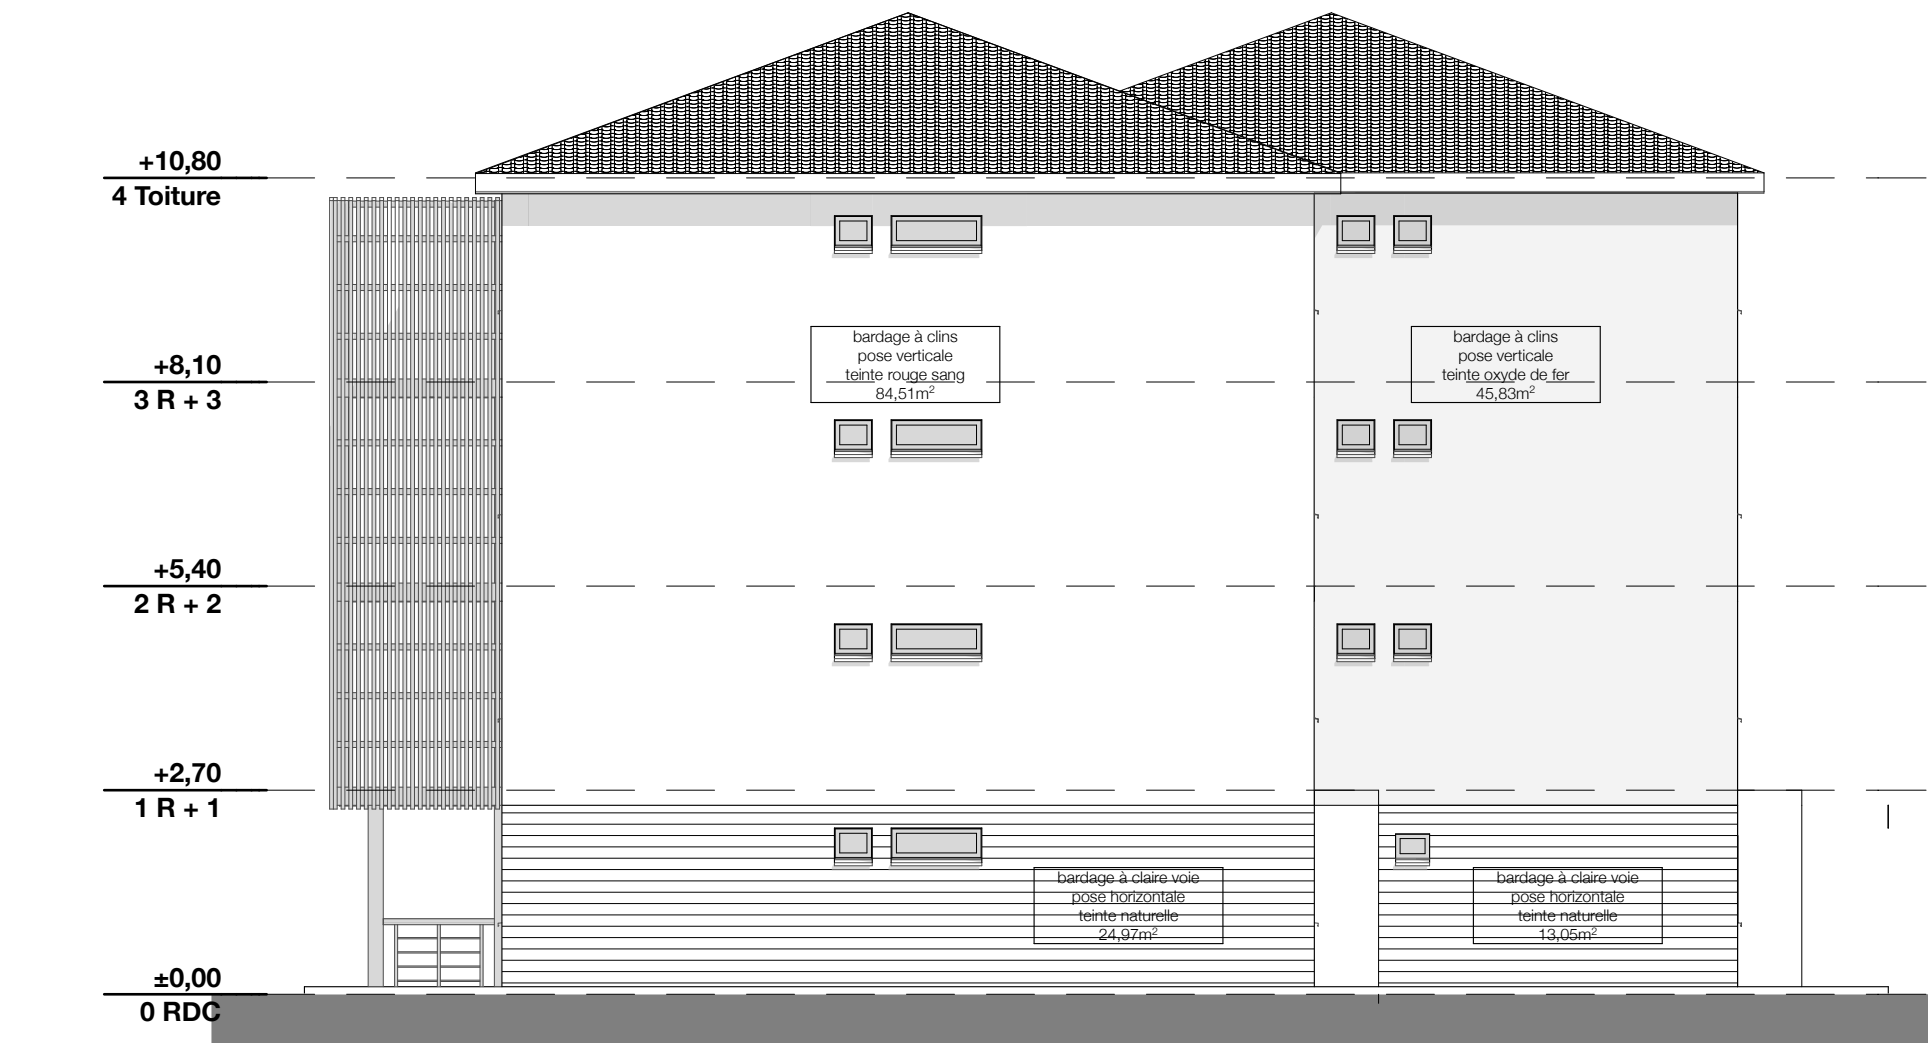 +10,80
4 Toiture
bardage à clins
pose verticale
teinte rouge sang
84,51m²
bardage à clins
pose verticale
teinte oxyde de fer
45,83m²
+8,10
3 R + 3
+5,40
2 R + 2
+2,70
1 R + 1
bardage à claire voie
pose horizontale
teinte naturelle
24,97m²
bardage à claire voie
pose horizontale
teinte naturelle
13,05m²
±0,00
0 RDC